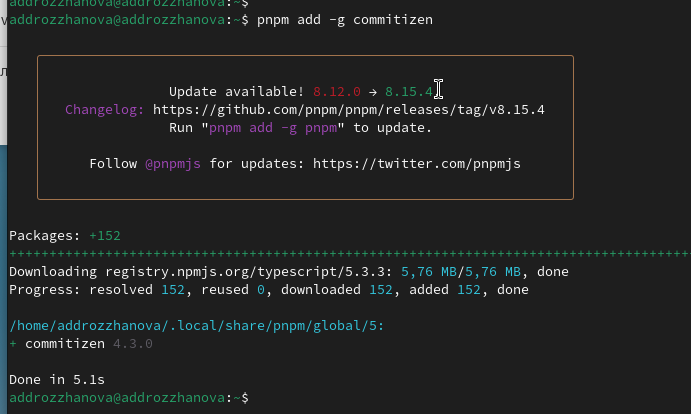 addrozzhanova@addrozzhanova:~$
addrozzhanova@addrozzhanova:~$ pnpm add -g commitizen
Update available! 8.12.0 → 8.15.4
Changelog: https://github.com/pnpm/pnpm/releases/tag/v8.15.4
Run "pnpm add -g pnpm" to update.
Follow @pnpmjs for updates: https://twitter.com/pnpmjs
Packages: +152
++++++++++++++++++++++++++++++++++++++++++++++++++++++++++++++++++++++++++++++++++++
Downloading registry.npmjs.org/typescript/5.3.3: 5,76 MB/5,76 MB, done
Progress: resolved 152, reused 0, downloaded 152, added 152, done
/home/addrozzhanova/.local/share/pnpm/global/5:
+ commitizen 4.3.0
Done in 5.1s
addrozzhanova@addrozzhanova:~$